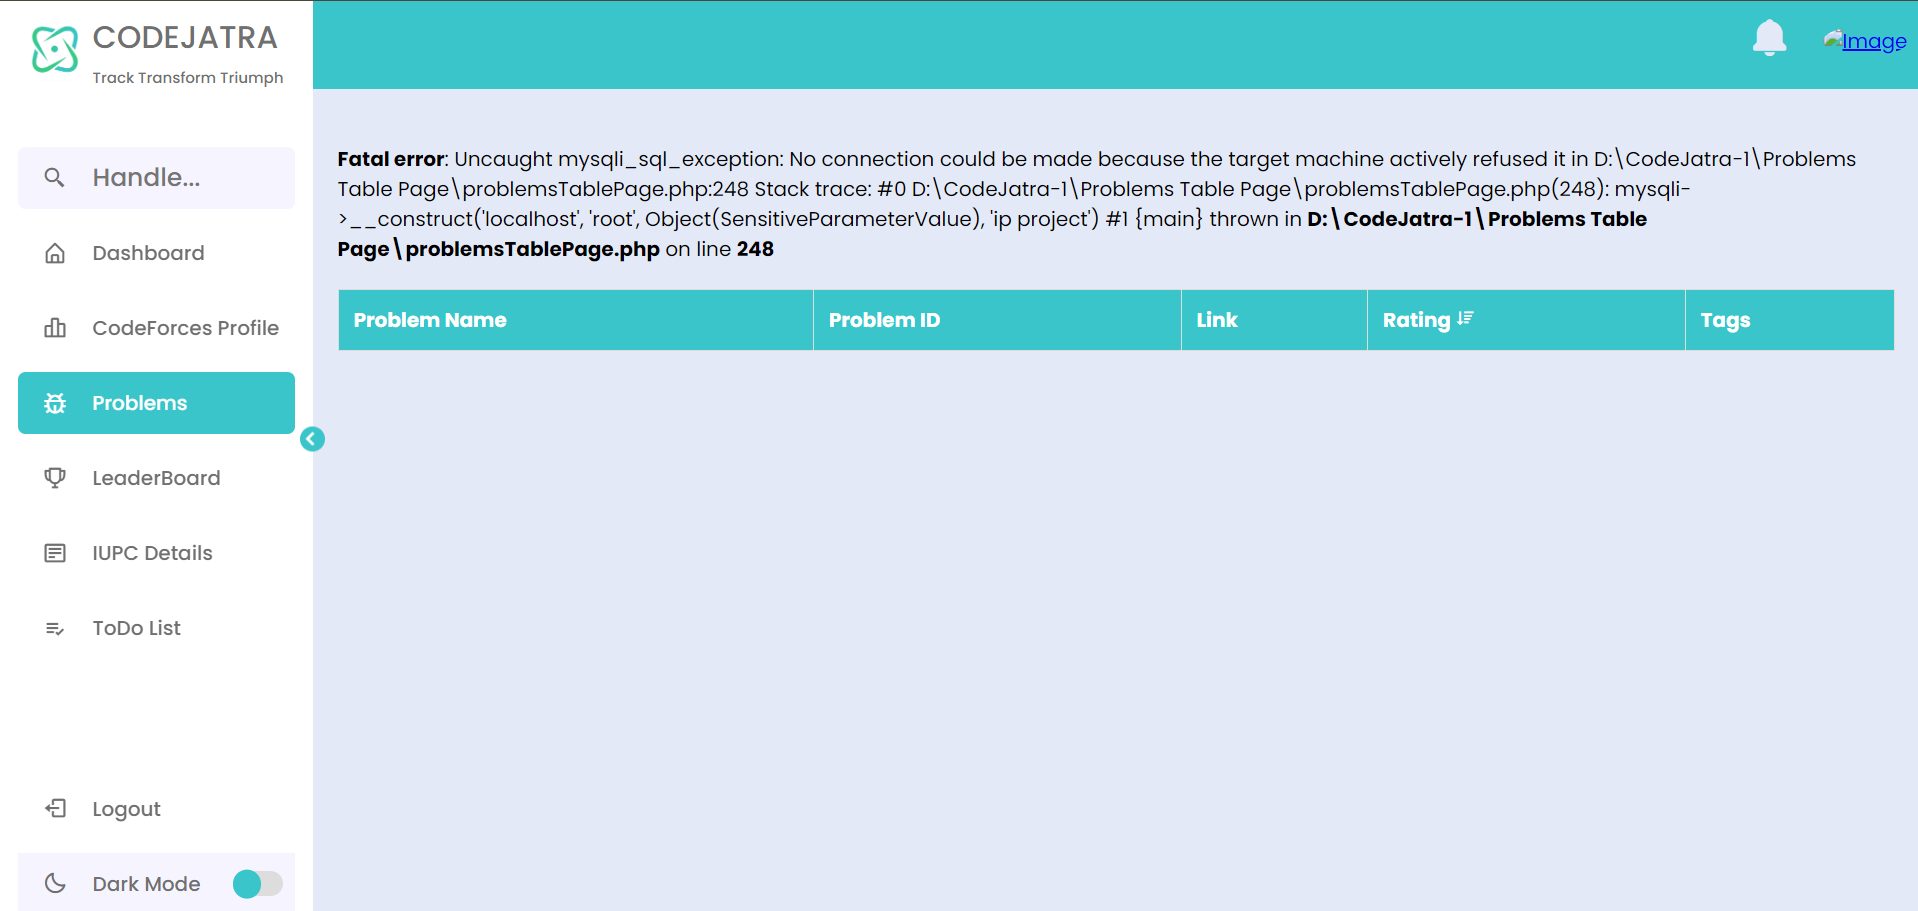 CODEJATRA
Track Transform Triumph
Image
Handle...
Dashboard
CodeForces Profile
Problems
LeaderBoard
IUPC Details
ToDo List
Logout
Dark Mode
Fatal error: Uncaught mysqli_sql_exception: No connection could be made because the target machine actively refused it in D:\CodeJatra-1\Problems
Table Page\problemsTablePage.php:248 Stack trace: #0 D:\CodeJatra-1\Problems Table Page\problemsTablePage.php(248): mysqli-
>__construct('localhost', 'root', Object(SensitiveParameterValue), 'ip project') #1 {main} thrown in D:\CodeJatra-1\Problems Table
Page\problemsTablePage.php on line 248
Problem Name Problem ID Link Rating Tags